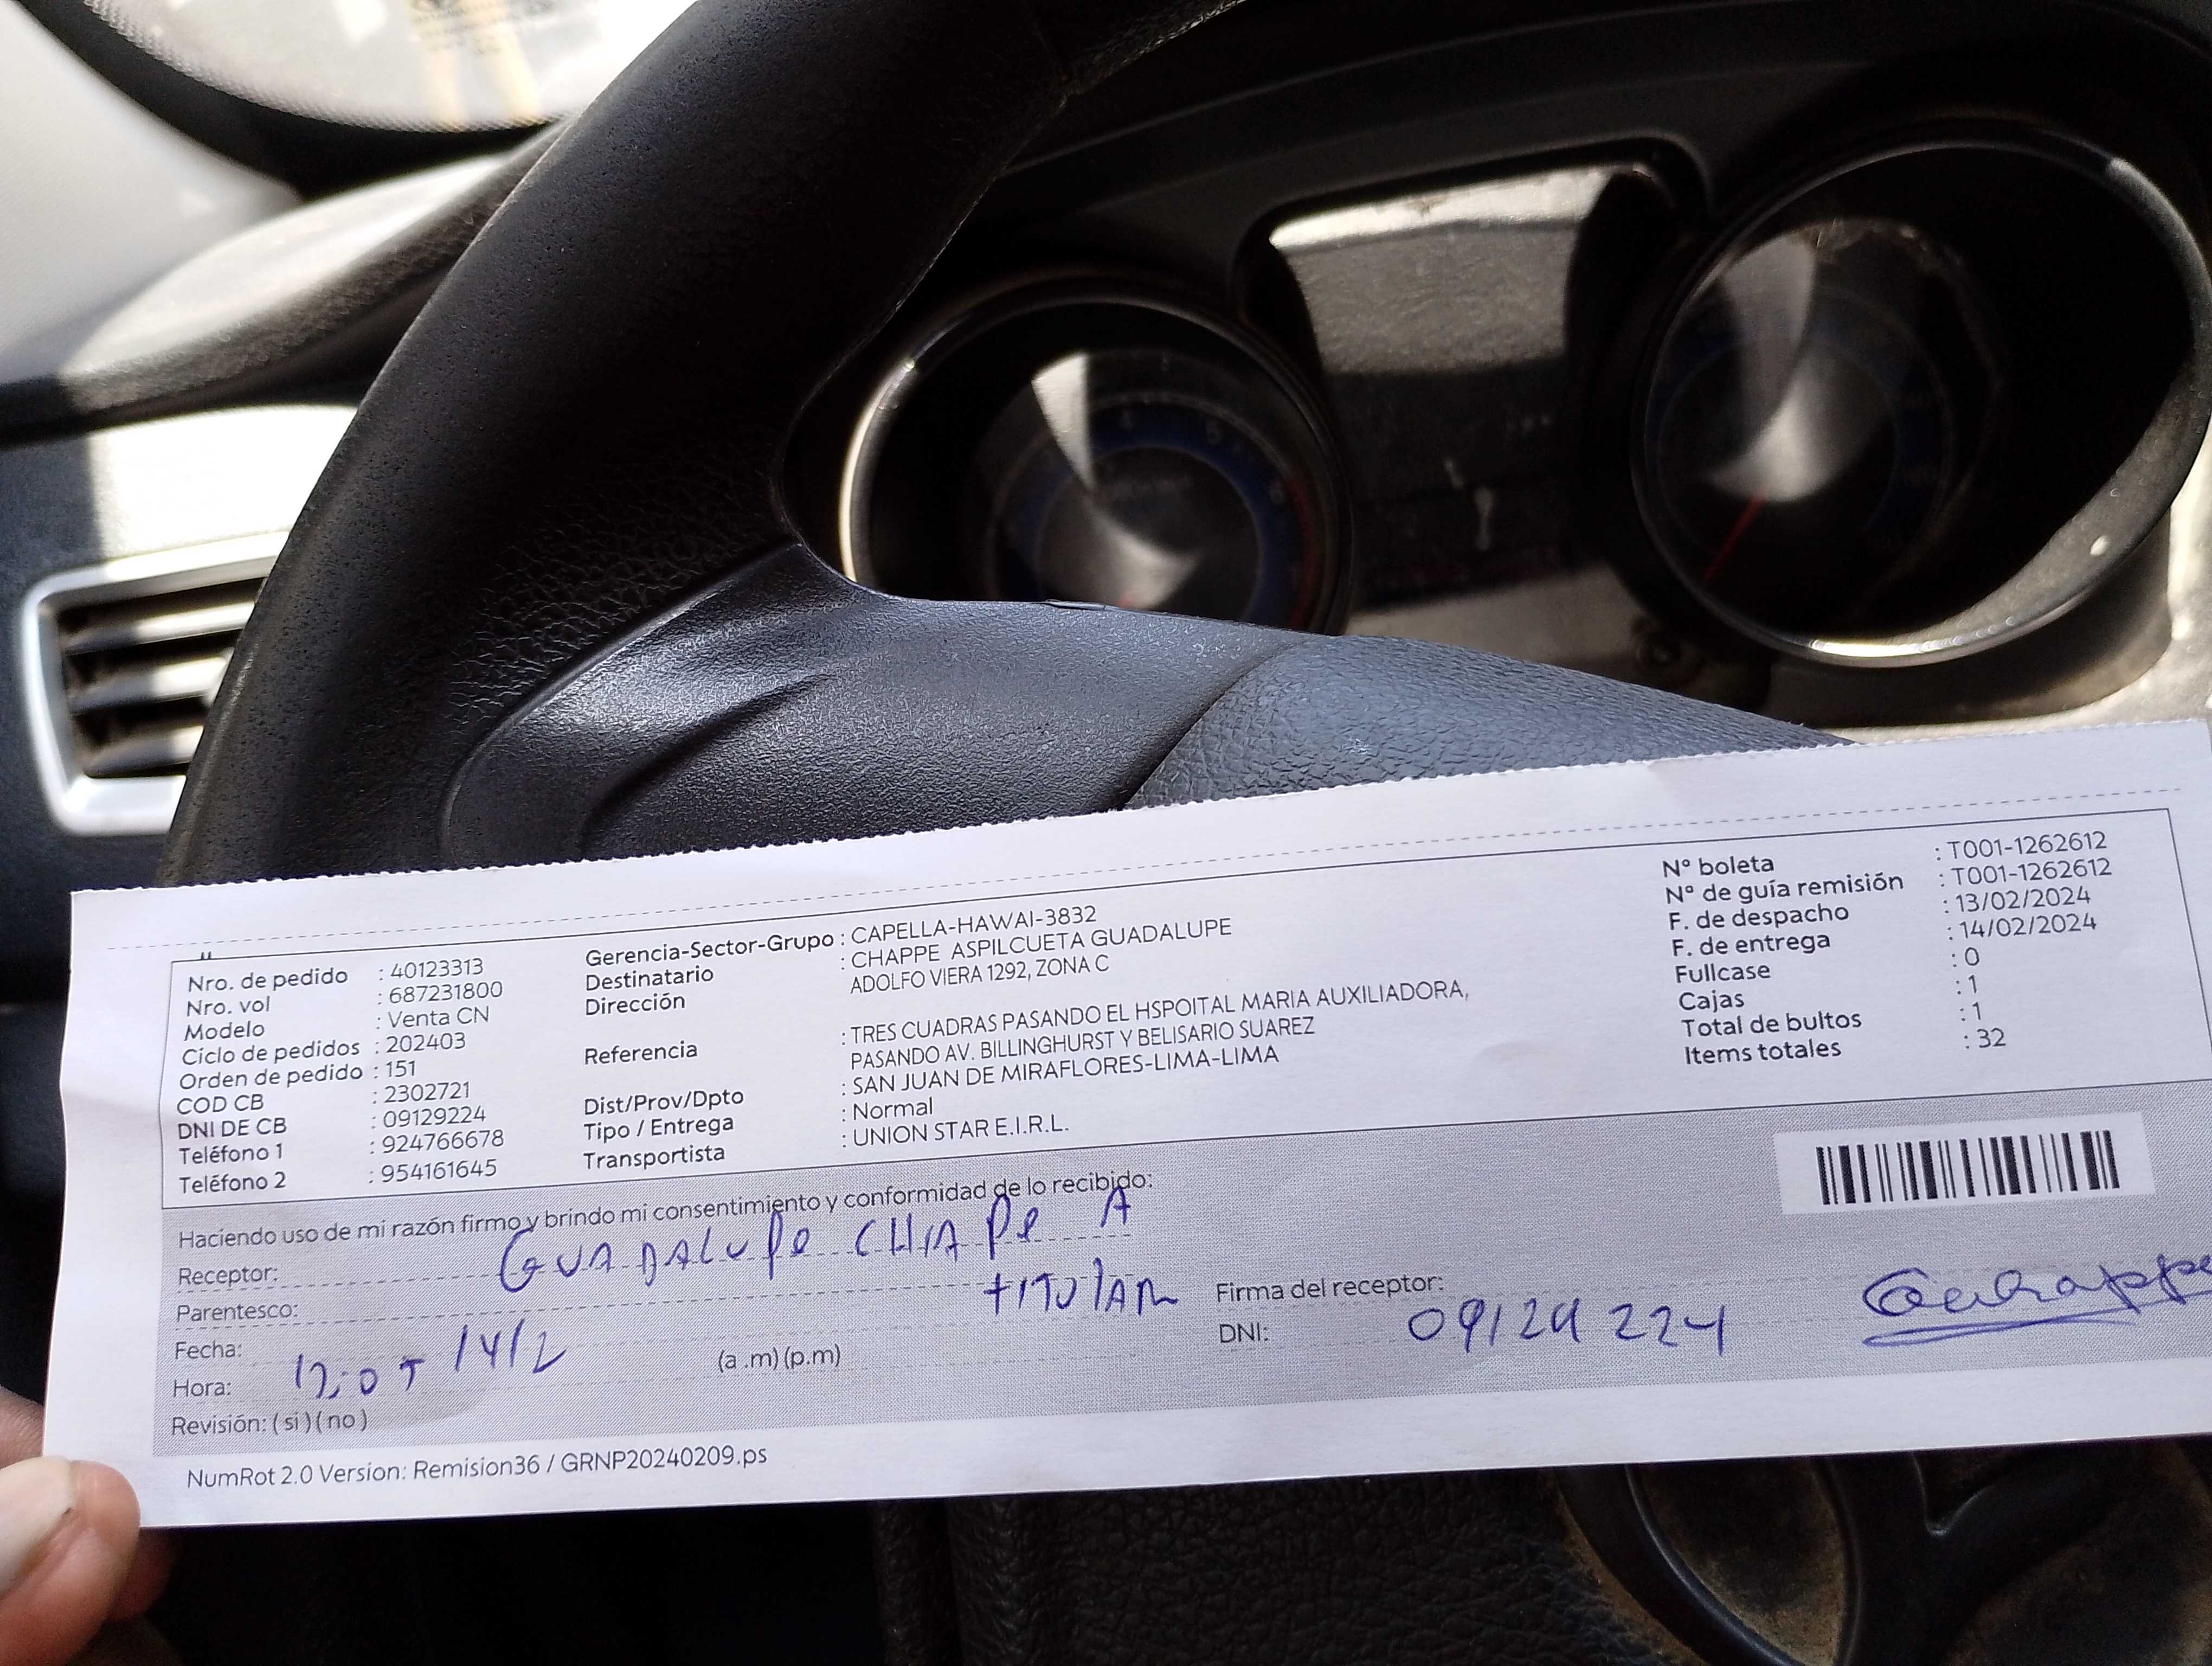 Nro. de pedido : 40123313
Nro. vol : 687231800
Modelo : Venta CN
Ciclo de pedidos : 202403
Orden de pedido : 151
COD CB : 2302721
DNI DE CB : 09129224
Teléfono 1 : 924766678
Teléfono 2 : 954161645
Gerencia-Sector-Grupo : CAPELLA-HAWAI-3832
Destinatario : CHAPPE ASPILCUETA GUADALUPE
Dirección ADOLFO VIERA 1292, ZONA C
Referencia : TRES CUADRAS PASANDO EL HSPOITAL MARIA AUXILIADORA,
PASANDO AV. BILLINGHURST Y BELISARIO SUAREZ
Dist/Prov/Dpto : SAN JUAN DE MIRAFLORES-LIMA-LIMA
Tipo / Entrega : Normal
Transportista : UNION STAR E.I.R.L.
N° boleta : T001-1262612
N° de guía remisión : T001-1262612
F. de despacho : 13/02/2024
F. de entrega : 14/02/2024
Fullcase : 0
Cajas : 1
Total de bultos : 1
Items totales : 32
Haciendo uso de mi razón firmo y brindo mi consentimiento y conformidad de lo recibido:
Receptor: GUADALUPe CHIAPe A
Parentesco: tITUlAR
Fecha: 14/2
Hora: (a .m) (p.m)
Revisión: ( si ) ( no )
Firma del receptor:
DNI: 09129224
NumRot 2.0 Version: Remision36 / GRNP20240209.ps